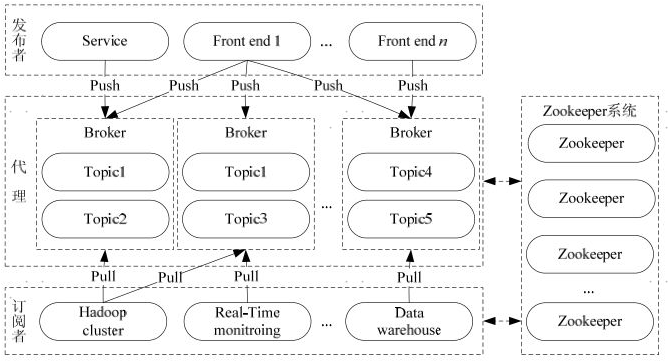 发布者
Service
Front end 1
...
Front end n
Push
Push
Push
Push
Push
代理
Broker
Topic1
Topic2
Broker
Topic1
Topic3
...
Broker
Topic4
Topic5
Pull
Pull
Pull
Pull
订阅者
Hadoop
cluster
Real-Time
monitroing
...
Data
warehouse
Zookeeper系统
Zookeeper
Zookeeper
Zookeeper
...
Zookeeper